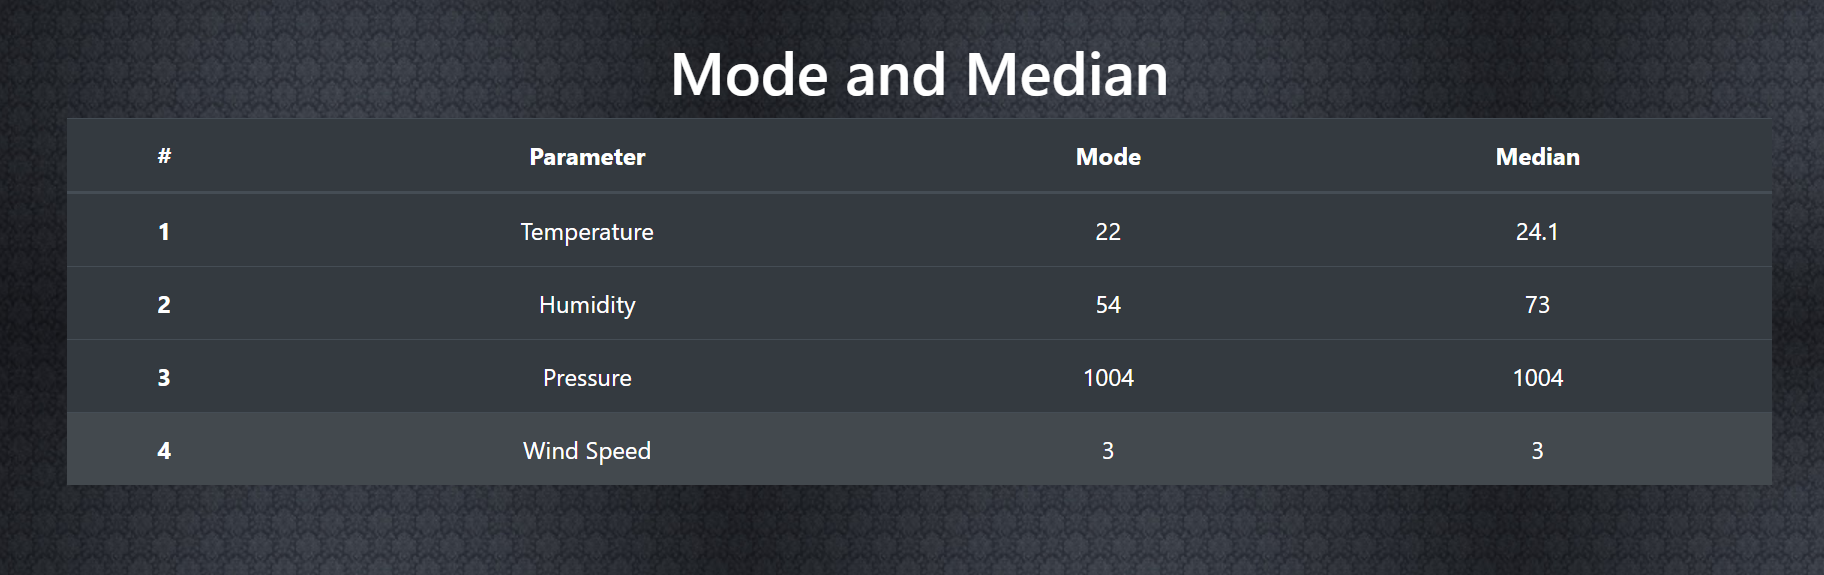 Mode and Median
# Parameter Mode Median
1 Temperature 22 24.1
2 Humidity 54 73
3 Pressure 1004 1004
4 Wind Speed 3 3